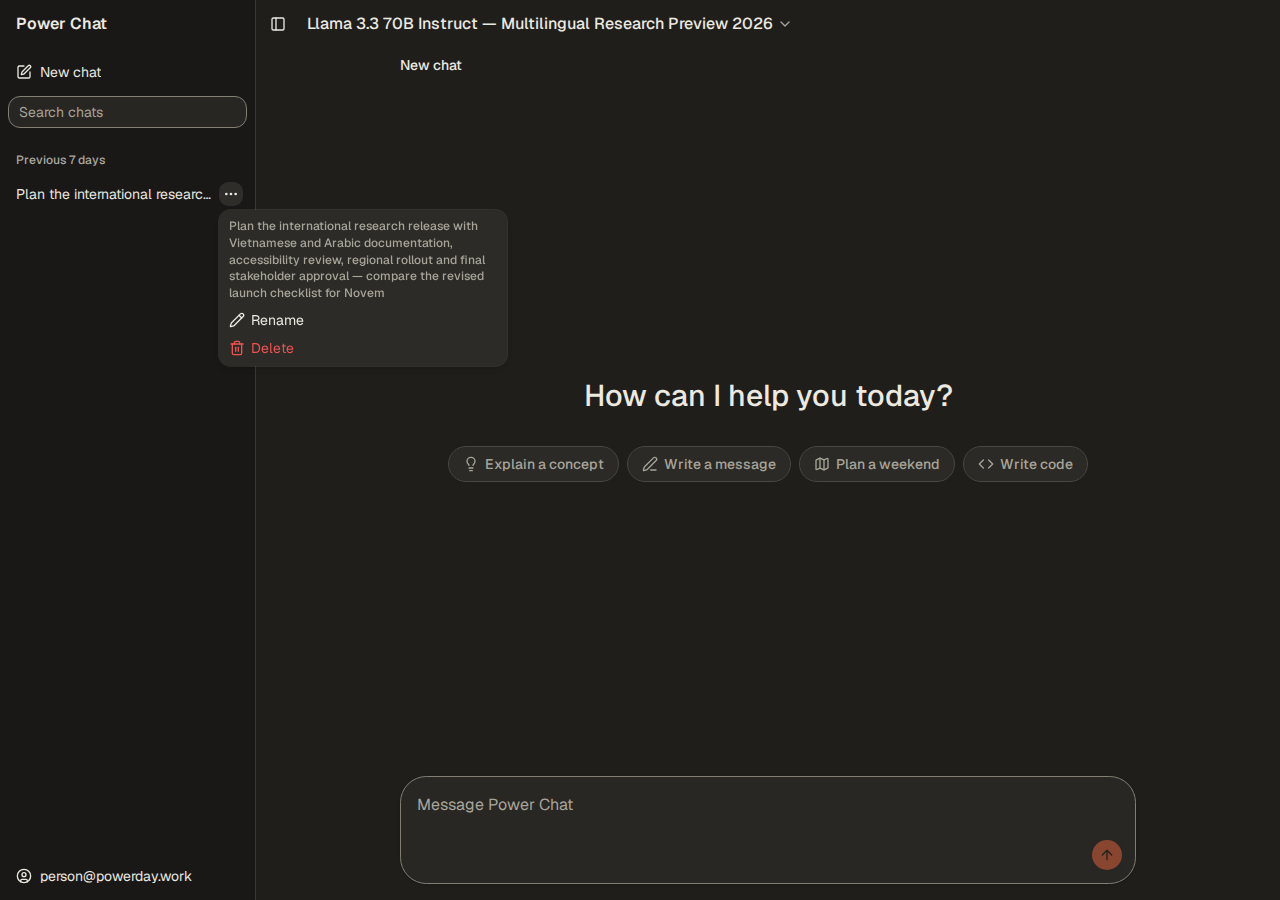 Power Chat
New chat
Search chats
Previous 7 days
Plan the international researc…
Plan the international research release with
Vietnamese and Arabic documentation,
accessibility review, regional rollout and final
stakeholder approval — compare the revised
launch checklist for Novem
Rename
Delete
person@powerday.work
Llama 3.3 70B Instruct — Multilingual Research Preview 2026
New chat
How can I help you today?
Explain a concept
Write a message
Plan a weekend
Write code
Message Power Chat